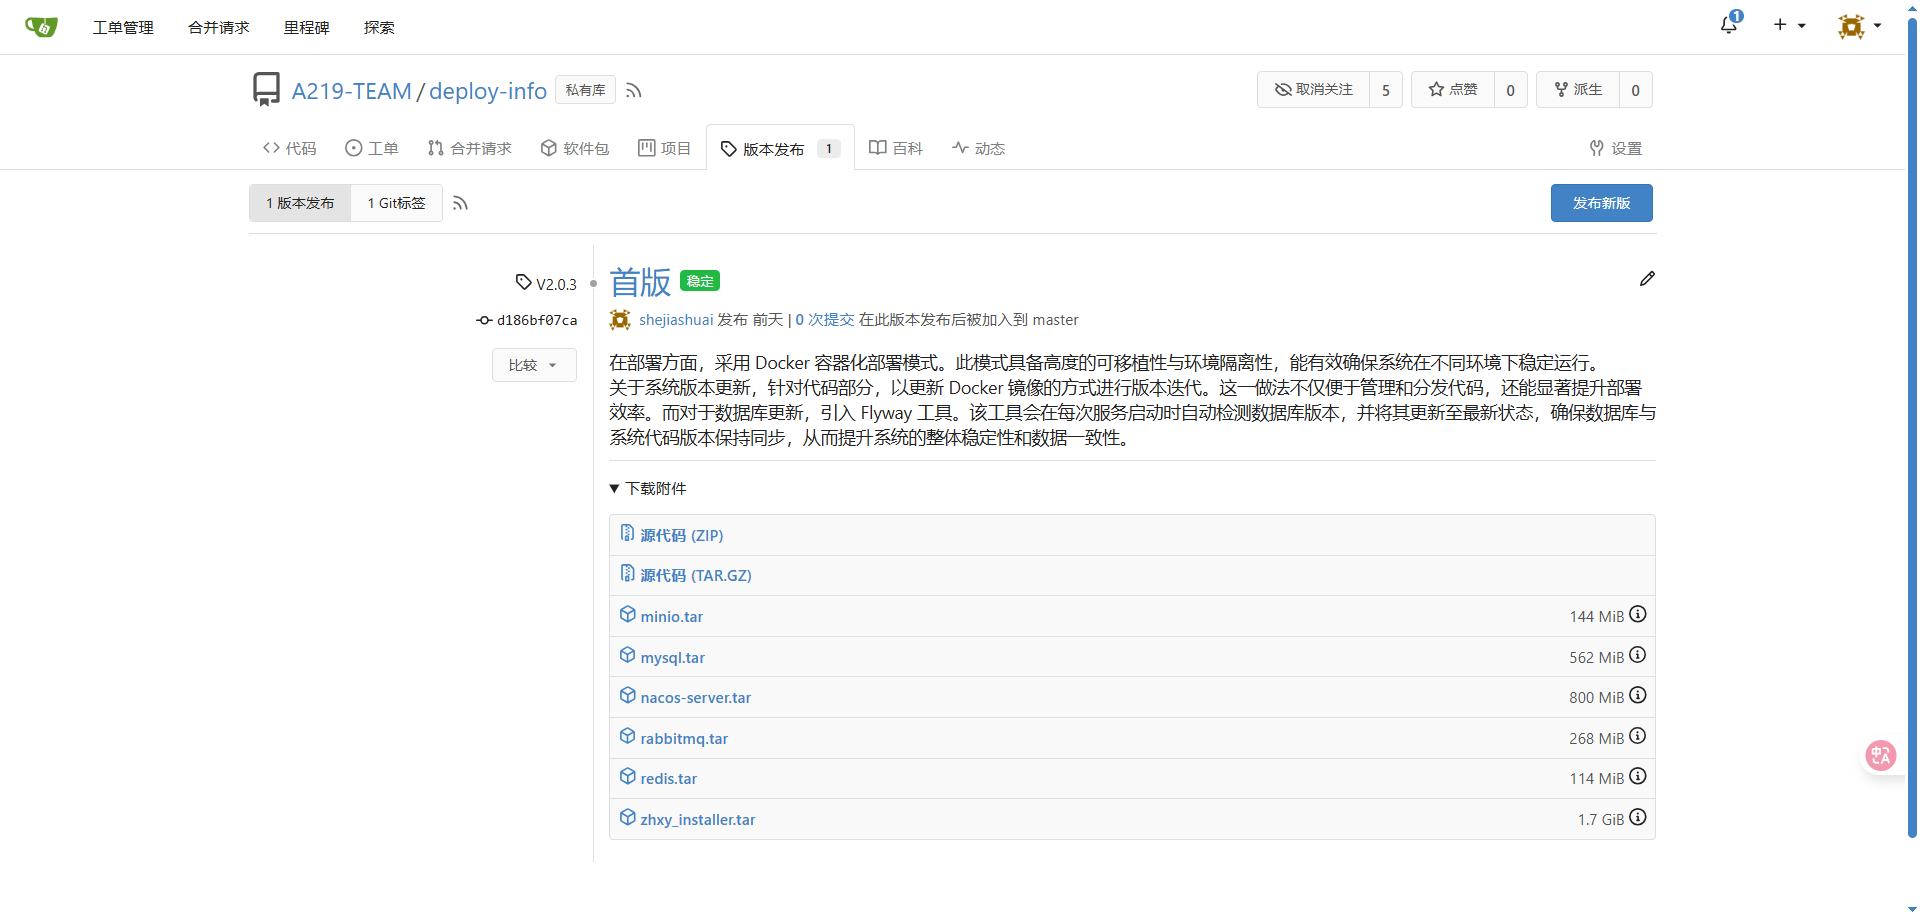 工单管理 合并请求 里程碑 探索 1
A219-TEAM / deploy-info 私有库 取消关注 5 点赞 0 派生 0
代码 工单 合并请求 软件包 项目 版本发布 1 百科 动态 设置
1 版本发布 1 Git标签 发布新版
V2.0.3
d186bf07ca
比较
首版 稳定
shejiashuai 发布 前天 | 0 次提交 在此版本发布后被加入到 master
在部署方面，采用 Docker 容器化部署模式。此模式具备高度的可移植性与环境隔离性，能有效确保系统在不同环境下稳定运行。
关于系统版本更新，针对代码部分，以更新 Docker 镜像的方式进行版本迭代。这一做法不仅便于管理和分发代码，还能显著提升部署
效率。而对于数据库更新，引入 Flyway 工具。该工具会在每次服务启动时自动检测数据库版本，并将其更新至最新状态，确保数据库与
系统代码版本保持同步，从而提升系统的整体稳定性和数据一致性。
下载附件
源代码 (ZIP)
源代码 (TAR.GZ)
minio.tar 144 MiB
mysql.tar 562 MiB
nacos-server.tar 800 MiB
rabbitmq.tar 268 MiB
redis.tar 114 MiB
zhxy_installer.tar 1.7 GiB
中A